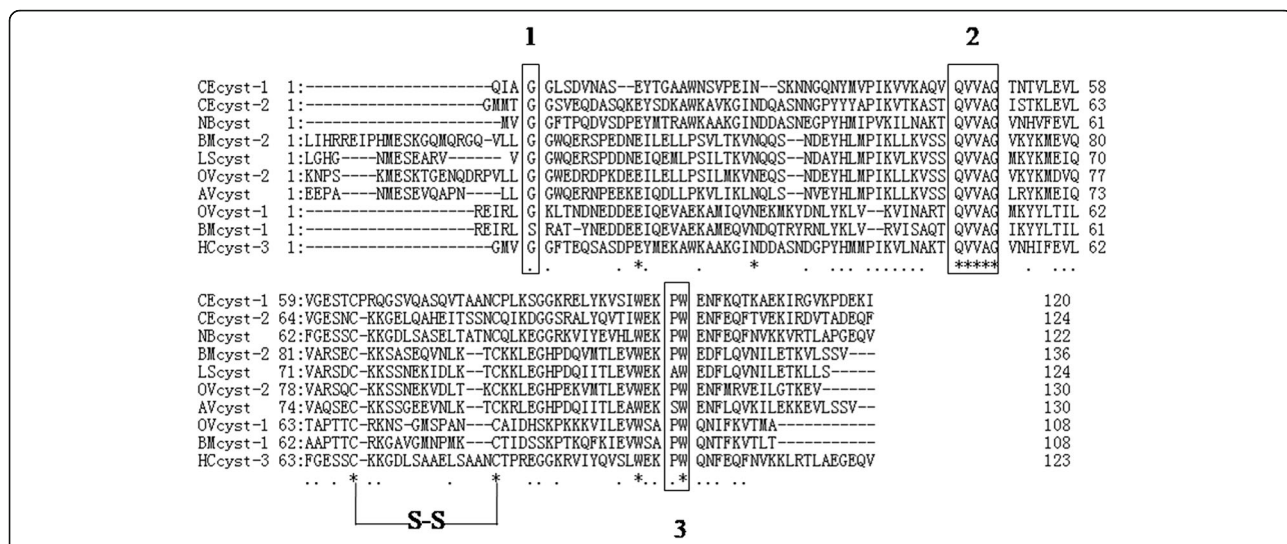 1 2
CEcyst-1 1:-----------------------QIA G GLSDVNAS--EYTGAAWNSVPEIN--SKNNGQNYMVPIKVVKAQV QVVAG TNTVLEVL 58
CEcyst-2 1:----------------------GMMT G GSVEQDASQKEYSDKAWKAVKGINDQASNNGPYYYAPIKVTKAST QVVAG ISTKLEVL 63
NBcyst 1:------------------------MV G GFTPQDVSDPEYMTRAWKAAKGINDDASNEGPYHMIPVKILNAKT QVVAG VNHVFEVL 61
BMcyst-2 1:LIHRREIPHMESKGQMQRGQ-VLL G GWQERSPEDNEILELLPSVLTKVNQQS--NDEYHLMPIKLLKVSS QVVAG VKYKMEVQ 80
LScyst 1:LGHG----NMESEARV------V G GWQERSPDDNEIQEMLPSILTKVNQQS--NDAYHLMPIKLLKVSS QVVAG MKYKMEIQ 70
OVcyst-2 1:KNPS----KMESKTGENQDRPVLL G GWEDRDPKDEEILELLPSILMKVNEQS--NDEYHLMPIKLLKVSS QVVAG VKYKMDVQ 77
AVcyst 1:EEPA----NMESEVQAPN----LL G GWQERNPEEKEIQDLLPKVLIKLNQLS--NVEYHLMPIKLLKVSS QVVAG LRYKMEIQ 73
OVcyst-1 1:---------------------REIRL G KLTNDNEDDEEIQEVAEKAMIQVNEKMKYDNLYKLV--KVINART QVVAG MKYYLTIL 62
BMcyst-1 1:---------------------REIRL S RAT-YNEDDEEIQEVAEKAMEQVNDQTRYRNLYKLV--RVISAQT QVVAG IKYYLTIL 61
HCcyst-3 1:-----------------------GMV G GFTEQSASDPEYMEKAWKAAKGINDDASNDGPYHMMPIKVLNAKT QVVAG VNHIFEVL 62
. . . *. . * . ... ....... ***** . ..
CEcyst-1 59:VGESTCPRQGSVQASQVTAANCPLKSGGKRELYKVSIWEK PW ENFKQTKAEKIRGVKPDEKI 120
CEcyst-2 64:VGESNC-KKGELQAHEITSSNCQIKDGGSRALYQVTIWEK PW ENFEQFTVEKIRDVTADEQF 124
NBcyst 62:FGESSC-KKGDLSASELTATNCQLKEGGRKVIYEVHLWEK PW ENFEQFNVKKVRTLAPGEQV 122
BMcyst-2 81:VARSEC-KKSASEQVNLK--TCKKLEGHPDQVMTLEVWEK PW EDFLQVNILETKVLSSV--- 136
LScyst 71:VARSDC-KKSSNEKIDLK--TCKKLEGHPDQIITLEVWEK AW EDFLQVNILETKLLS----- 124
OVcyst-2 78:VARSQC-KKSSNEKVDLT--KCKKLEGHPEKVMTLEVWEK PW ENFMRVEILGTKEV------ 130
AVcyst 74:VAQSEC-KKSSGEEVNLK--TCKRLEGHPDQIITLEAWEK SW ENFLQVKILEKKEVLSSV-- 130
OVcyst-1 63:TAPTTC-RKNS-GMSPAN---CAIDHSKPKKKVILEVWSA PW QNIFKVTMA----------- 108
BMcyst-1 62:AAPTTC-RKGAVGMNPMK---CTIDSSKPTKQFKIEVWSA PW QNTFKVTLT----------- 108
HCcyst-3 63:FGESSC-KKGDLSAAELSAANCTPREGGKRVIYQVSLWEK PW QNFEQFNVKKLRTLAEGEQV 123
.. . *.. . * ... . . *.. .* .... .
S-S 3